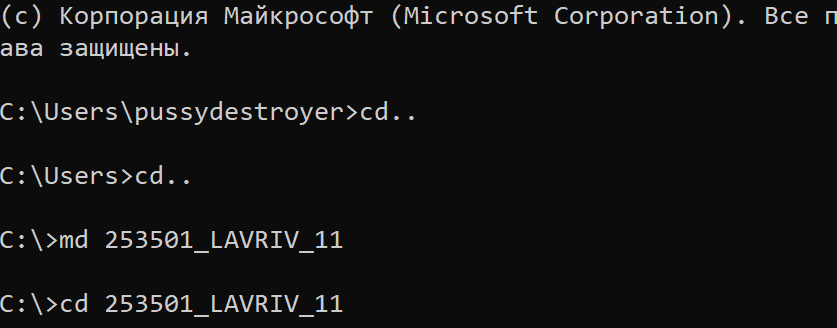 (c) Корпорация Майкрософт (Microsoft Corporation). Все п
ава защищены.
C:\Users\pussydestroyer>cd..
C:\Users>cd..
C:\>md 253501_LAVRIV_11
C:\>cd 253501_LAVRIV_11